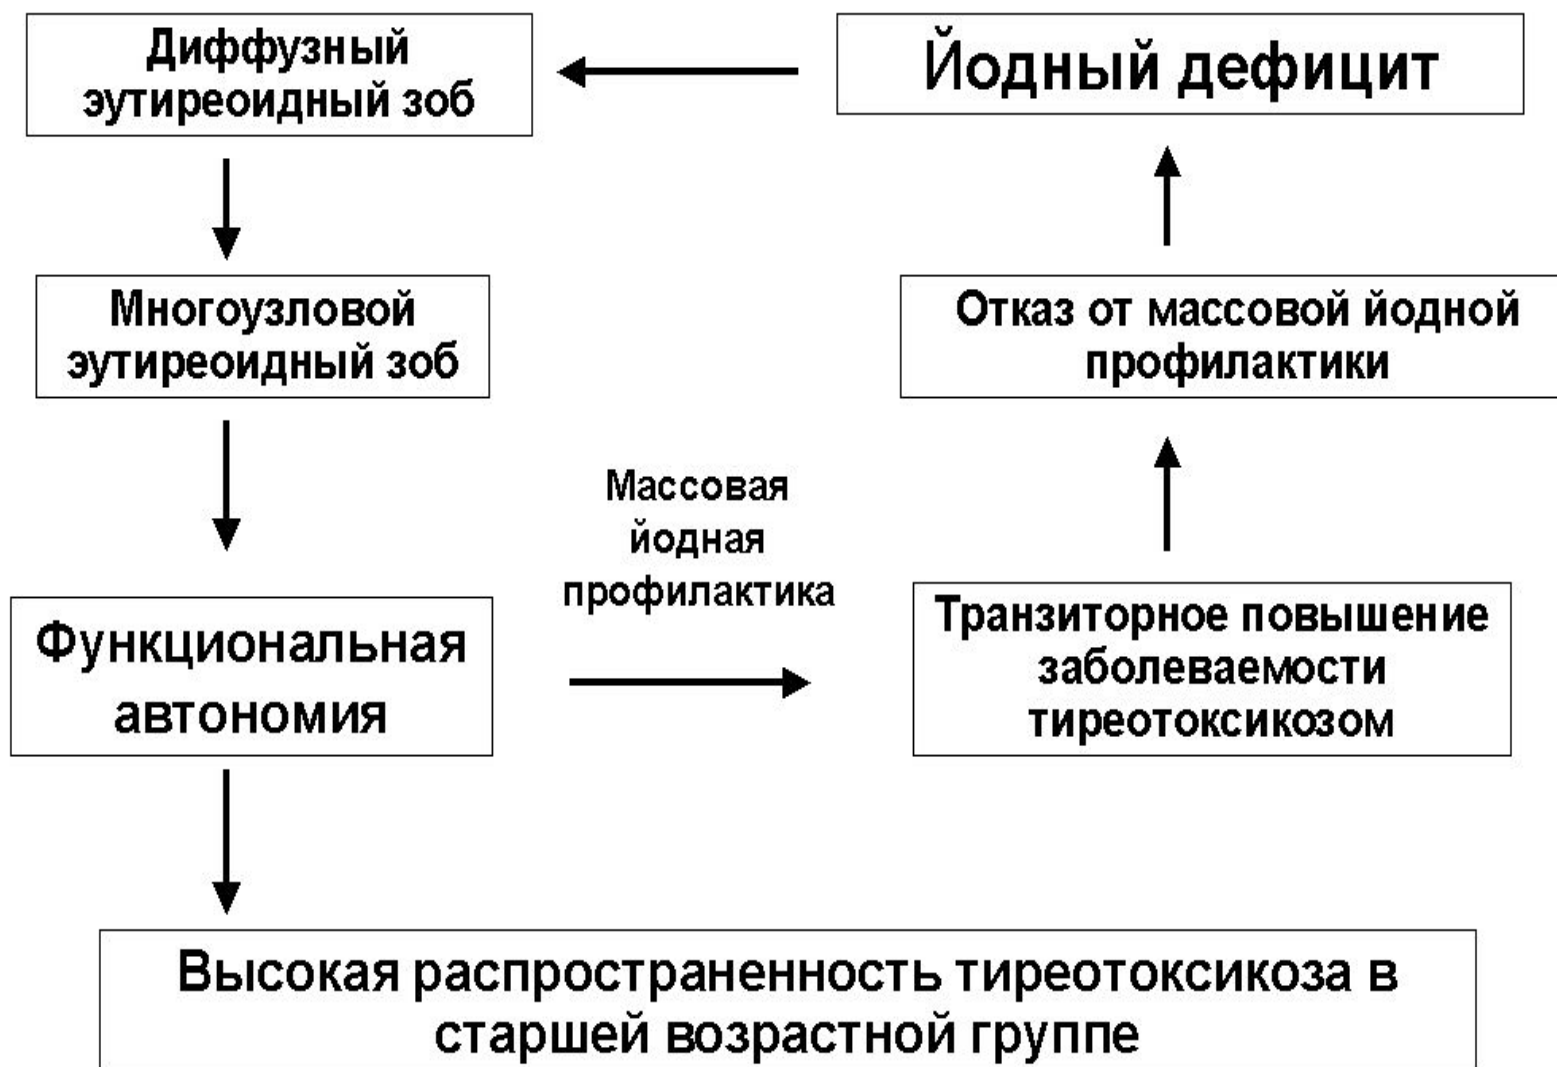 Диффузный
эутиреоидный зоб
Йодный дефицит
Многоузловой
эутиреоидный зоб
Отказ от массовой йодной
профилактики
Массовая
йодная
профилактика
Функциональная
автономия
Транзиторное повышение
заболеваемости
тиреотоксикозом
Высокая распространенность тиреотоксикоза в
старшей возрастной группе